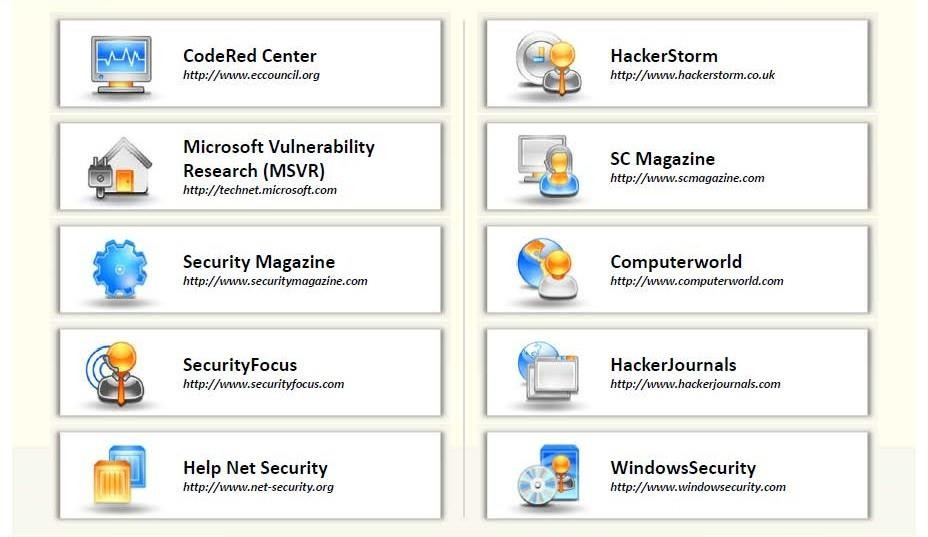 CodeRed Center
http://www.eccouncil.org
Microsoft Vulnerability
Research (MSVR)
http://technet.microsoft.com
Security Magazine
http://www.securitymagazine.com
SecurityFocus
http://www.securityfocus.com
Help Net Security
http://www.net-security.org
HackerStorm
http://www.hackerstorm.co.uk
SC Magazine
http://www.scmagazine.com
Computerworld
http://www.computerworld.com
HackerJournals
http://www.hackerjournals.com
WindowsSecurity
http://www.windowsecurity.com